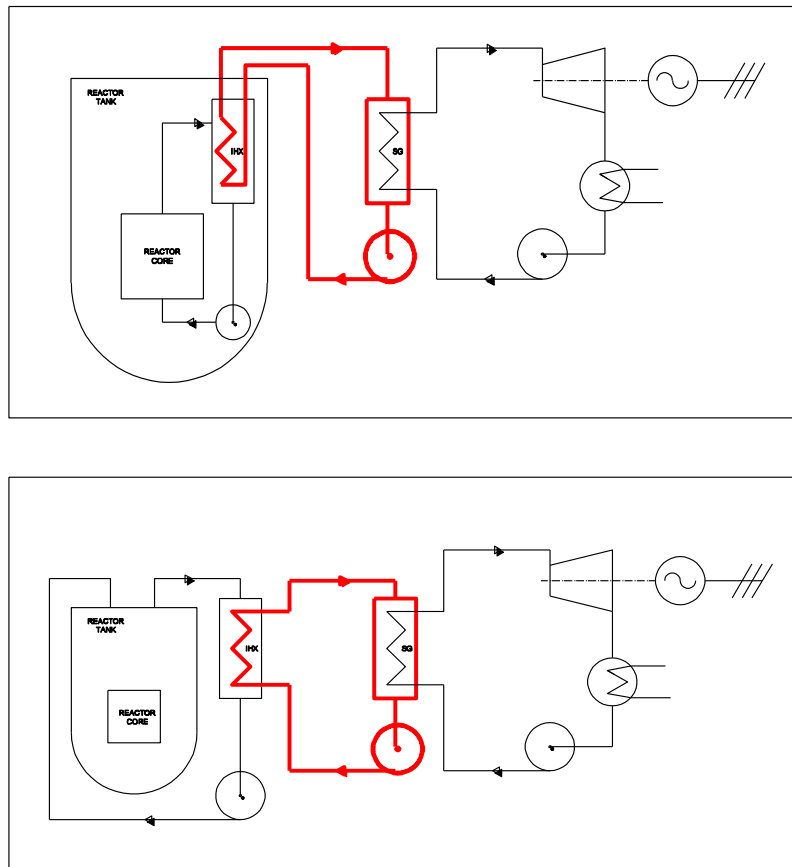 REACTOR
TANK
IHX
SG
REACTOR
CORE
REACTOR
TANK
IHX
SG
REACTOR
CORE